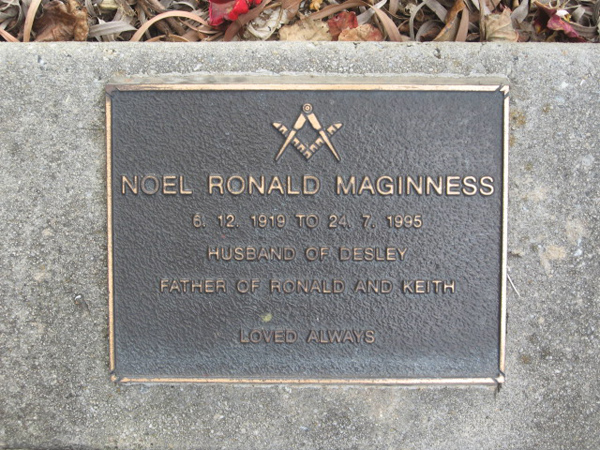 NOEL RONALD MAGINNESS
6. 12. 1919 TO 24. 7. 1995
HUSBAND OF DESLEY
FATHER OF RONALD AND KEITH
LOVED ALWAYS